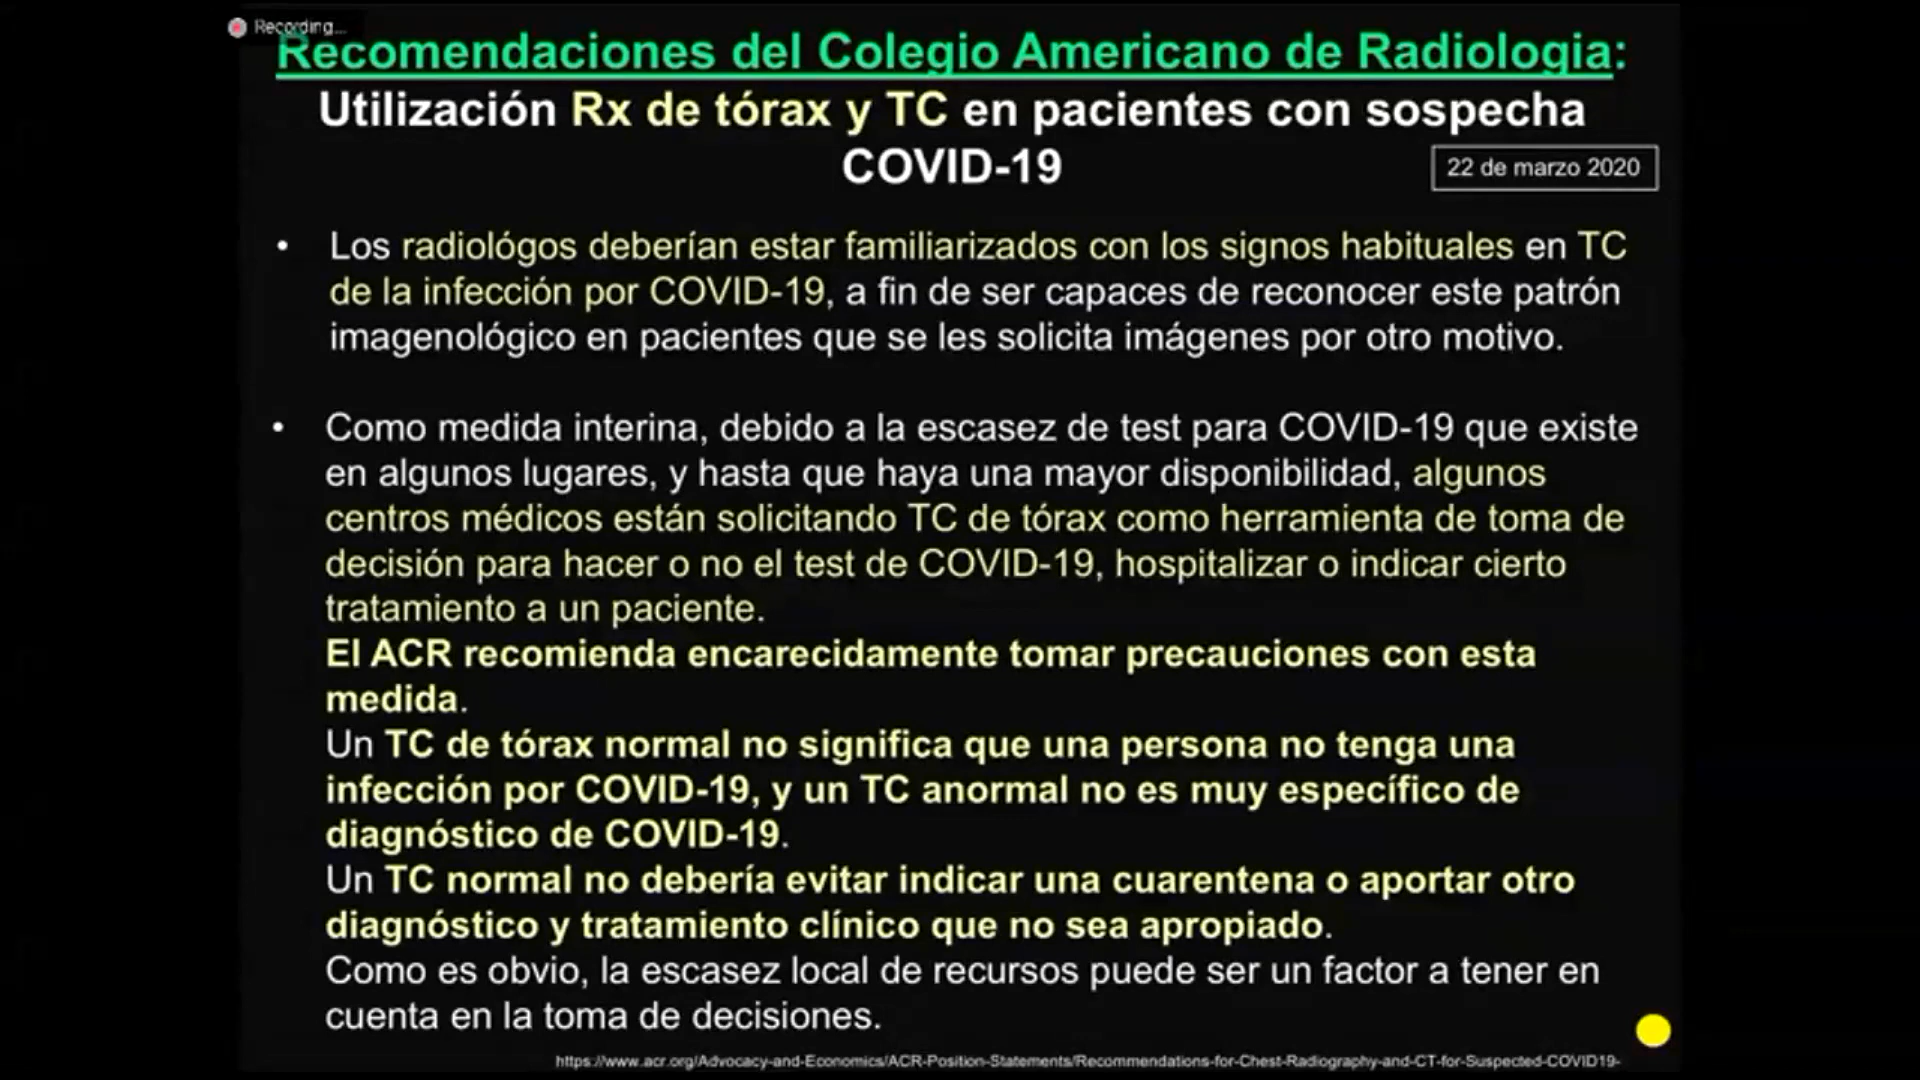 Recording...
Recomendaciones del Colegio Americano de Radiologia:
Utilización Rx de tórax y TC en pacientes con sospecha
COVID-19
22 de marzo 2020
• Los radiológos deberían estar familiarizados con los signos habituales en TC
de la infección por COVID-19, a fin de ser capaces de reconocer este patrón
imagenológico en pacientes que se les solicita imágenes por otro motivo.
• Como medida interina, debido a la escasez de test para COVID-19 que existe
en algunos lugares, y hasta que haya una mayor disponibilidad, algunos
centros médicos están solicitando TC de tórax como herramienta de toma de
decisión para hacer o no el test de COVID-19, hospitalizar o indicar cierto
tratamiento a un paciente.
El ACR recomienda encarecidamente tomar precauciones con esta
medida.
Un TC de tórax normal no significa que una persona no tenga una
infección por COVID-19, y un TC anormal no es muy específico de
diagnóstico de COVID-19.
Un TC normal no debería evitar indicar una cuarentena o aportar otro
diagnóstico y tratamiento clínico que no sea apropiado.
Como es obvio, la escasez local de recursos puede ser un factor a tener en
cuenta en la toma de decisiones.
https://www.acr.org/Advocacy-and-Economics/ACR-Position-Statements/Recommendations-for-Chest-Radiography-and-CT-for-Suspected-COVID19-